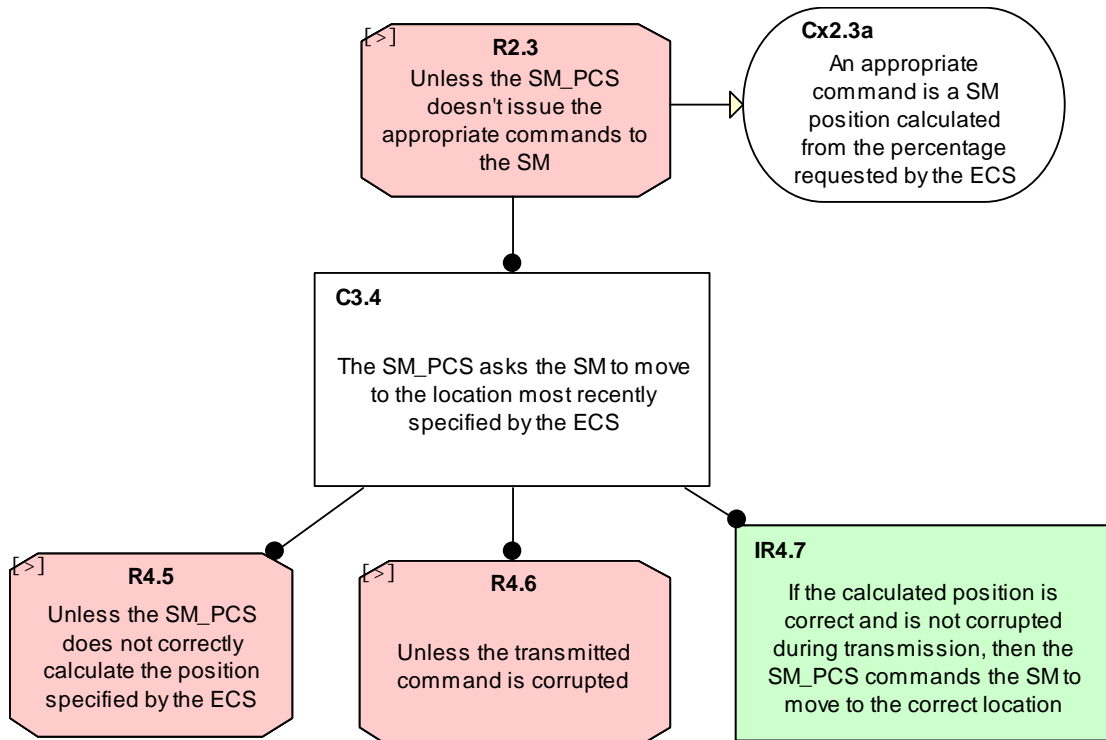 [>]
R2.3
Unless the SM_PCS
doesn't issue the
appropriate commands to
the SM
Cx2.3a
An appropriate
command is a SM
position calculated
from the percentage
requested by the ECS
C3.4
The SM_PCS asks the SM to move
to the location most recently
specified by the ECS
[>]
R4.5
Unless the SM_PCS
does not correctly
calculate the position
specified by the ECS
[>]
R4.6
Unless the transmitted
command is corrupted
IR4.7
If the calculated position is
correct and is not corrupted
during transmission, then the
SM_PCS commands the SM to
move to the correct location